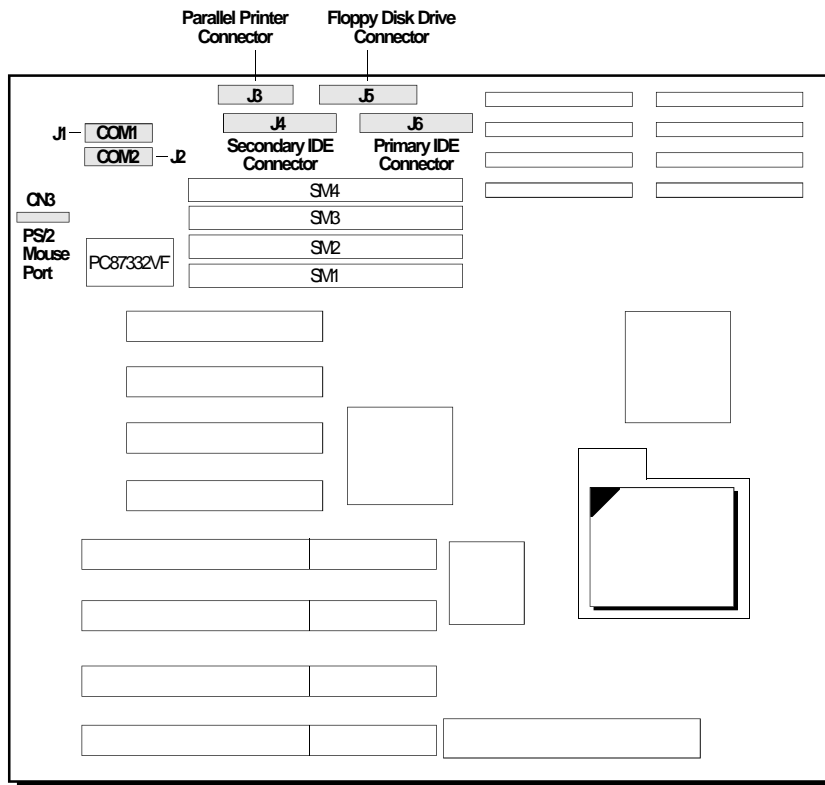 Parallel Printer
Connector
Floppy Disk Drive
Connector
J3
J5
J4
J6
Secondary IDE
Connector
Primary IDE
Connector
J1
COM1
COM2
J2
SM4
SM3
SM2
SM1
CN3
PS/2
Mouse
Port
PC87332VF